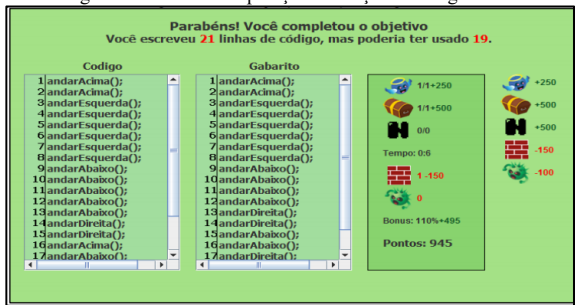 Parabéns! Você completou o objetivo
Você escreveu 21 linhas de código, mas poderia ter usado 19.
Codigo
1 andarAcima();
2 andarAcima();
3 andarEsquerda();
4 andarEsquerda();
5 andarEsquerda();
6 andarEsquerda();
7 andarEsquerda();
8 andarEsquerda();
9 andarAbaixo();
10 andarAbaixo();
11 andarAbaixo();
12 andarAbaixo();
13 andarAbaixo();
14 andarDireita();
15 andarDireita();
16 andarAcima();
17 andarAbaixo();
Gabarito
1 andarAcima();
2 andarAcima();
3 andarEsquerda();
4 andarEsquerda();
5 andarEsquerda();
6 andarEsquerda();
7 andarEsquerda();
8 andarEsquerda();
9 andarAbaixo();
10 andarAbaixo();
11 andarAbaixo();
12 andarAbaixo();
13 andarDireita();
14 andarDireita();
15 andarAbaixo();
16 andarAbaixo();
17 andarAbaixo();
1/1+250
1/1+500
0/0
Tempo: 0:6
1 -150
0
Bonus: 110%+495
Pontos: 945
+250
+500
+500
-150
-100